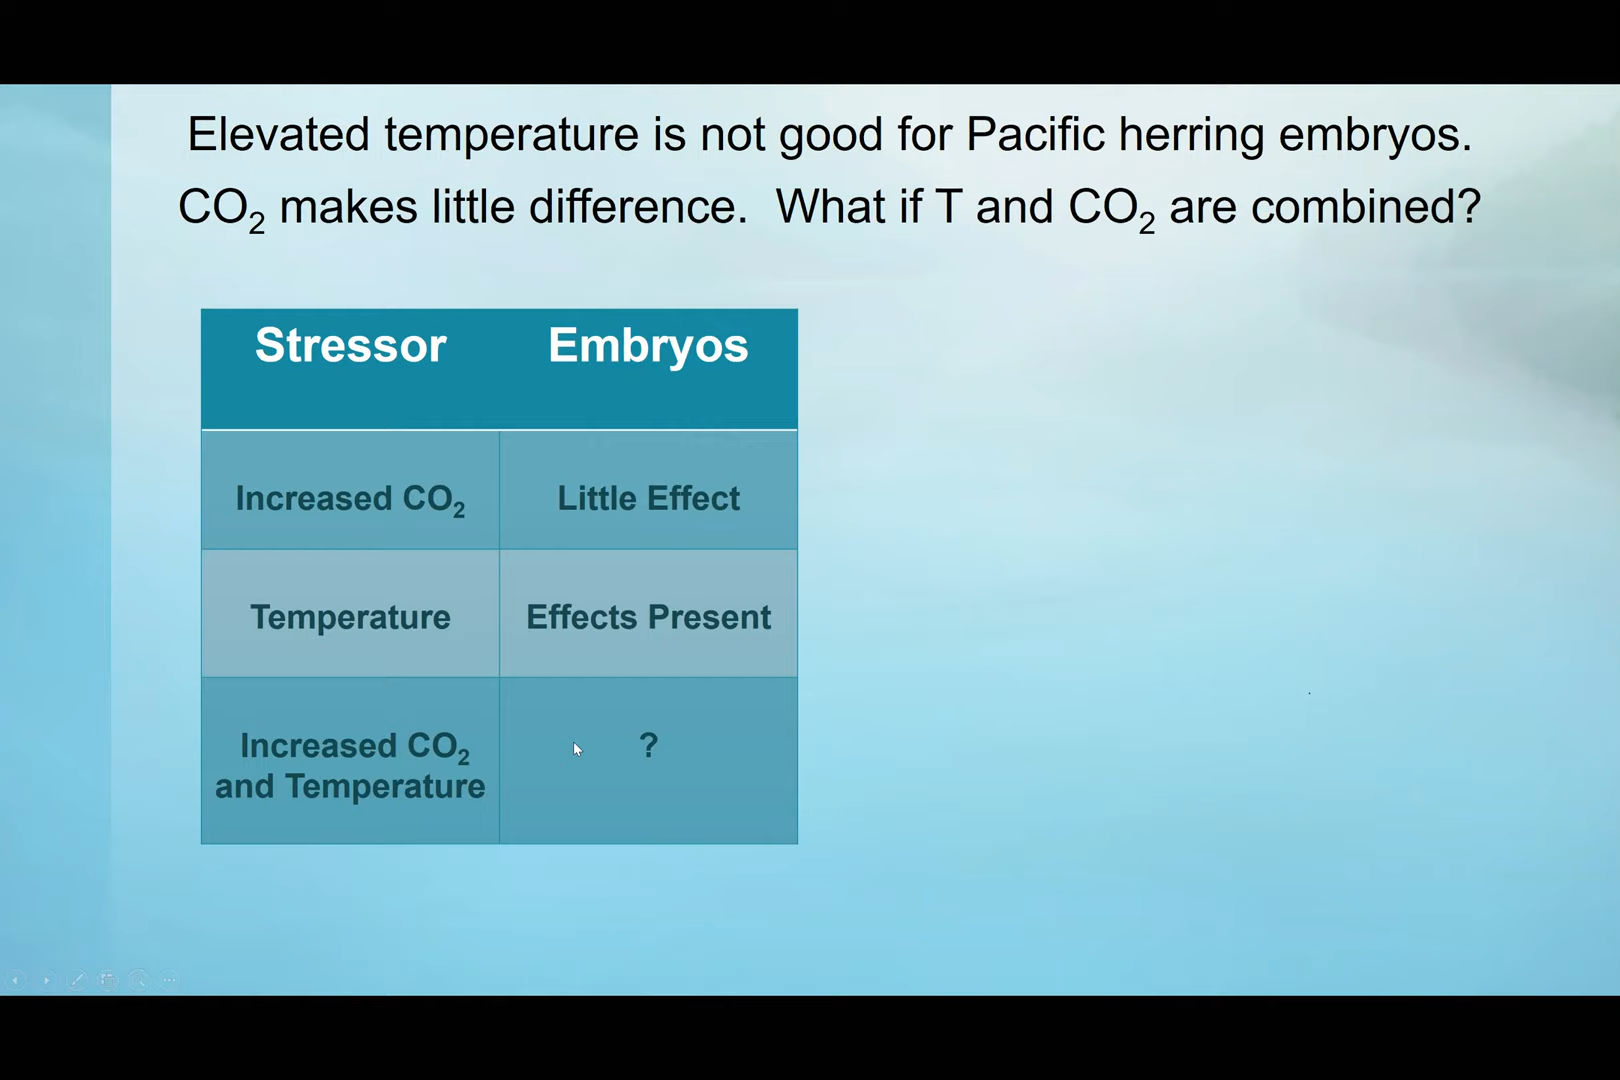 Elevated temperature is not good for Pacific herring embryos.
CO₂ makes little difference.  What if T and CO₂ are combined?
Stressor Embryos
Increased CO₂ Little Effect
Temperature Effects Present
Increased CO₂ ?
and Temperature